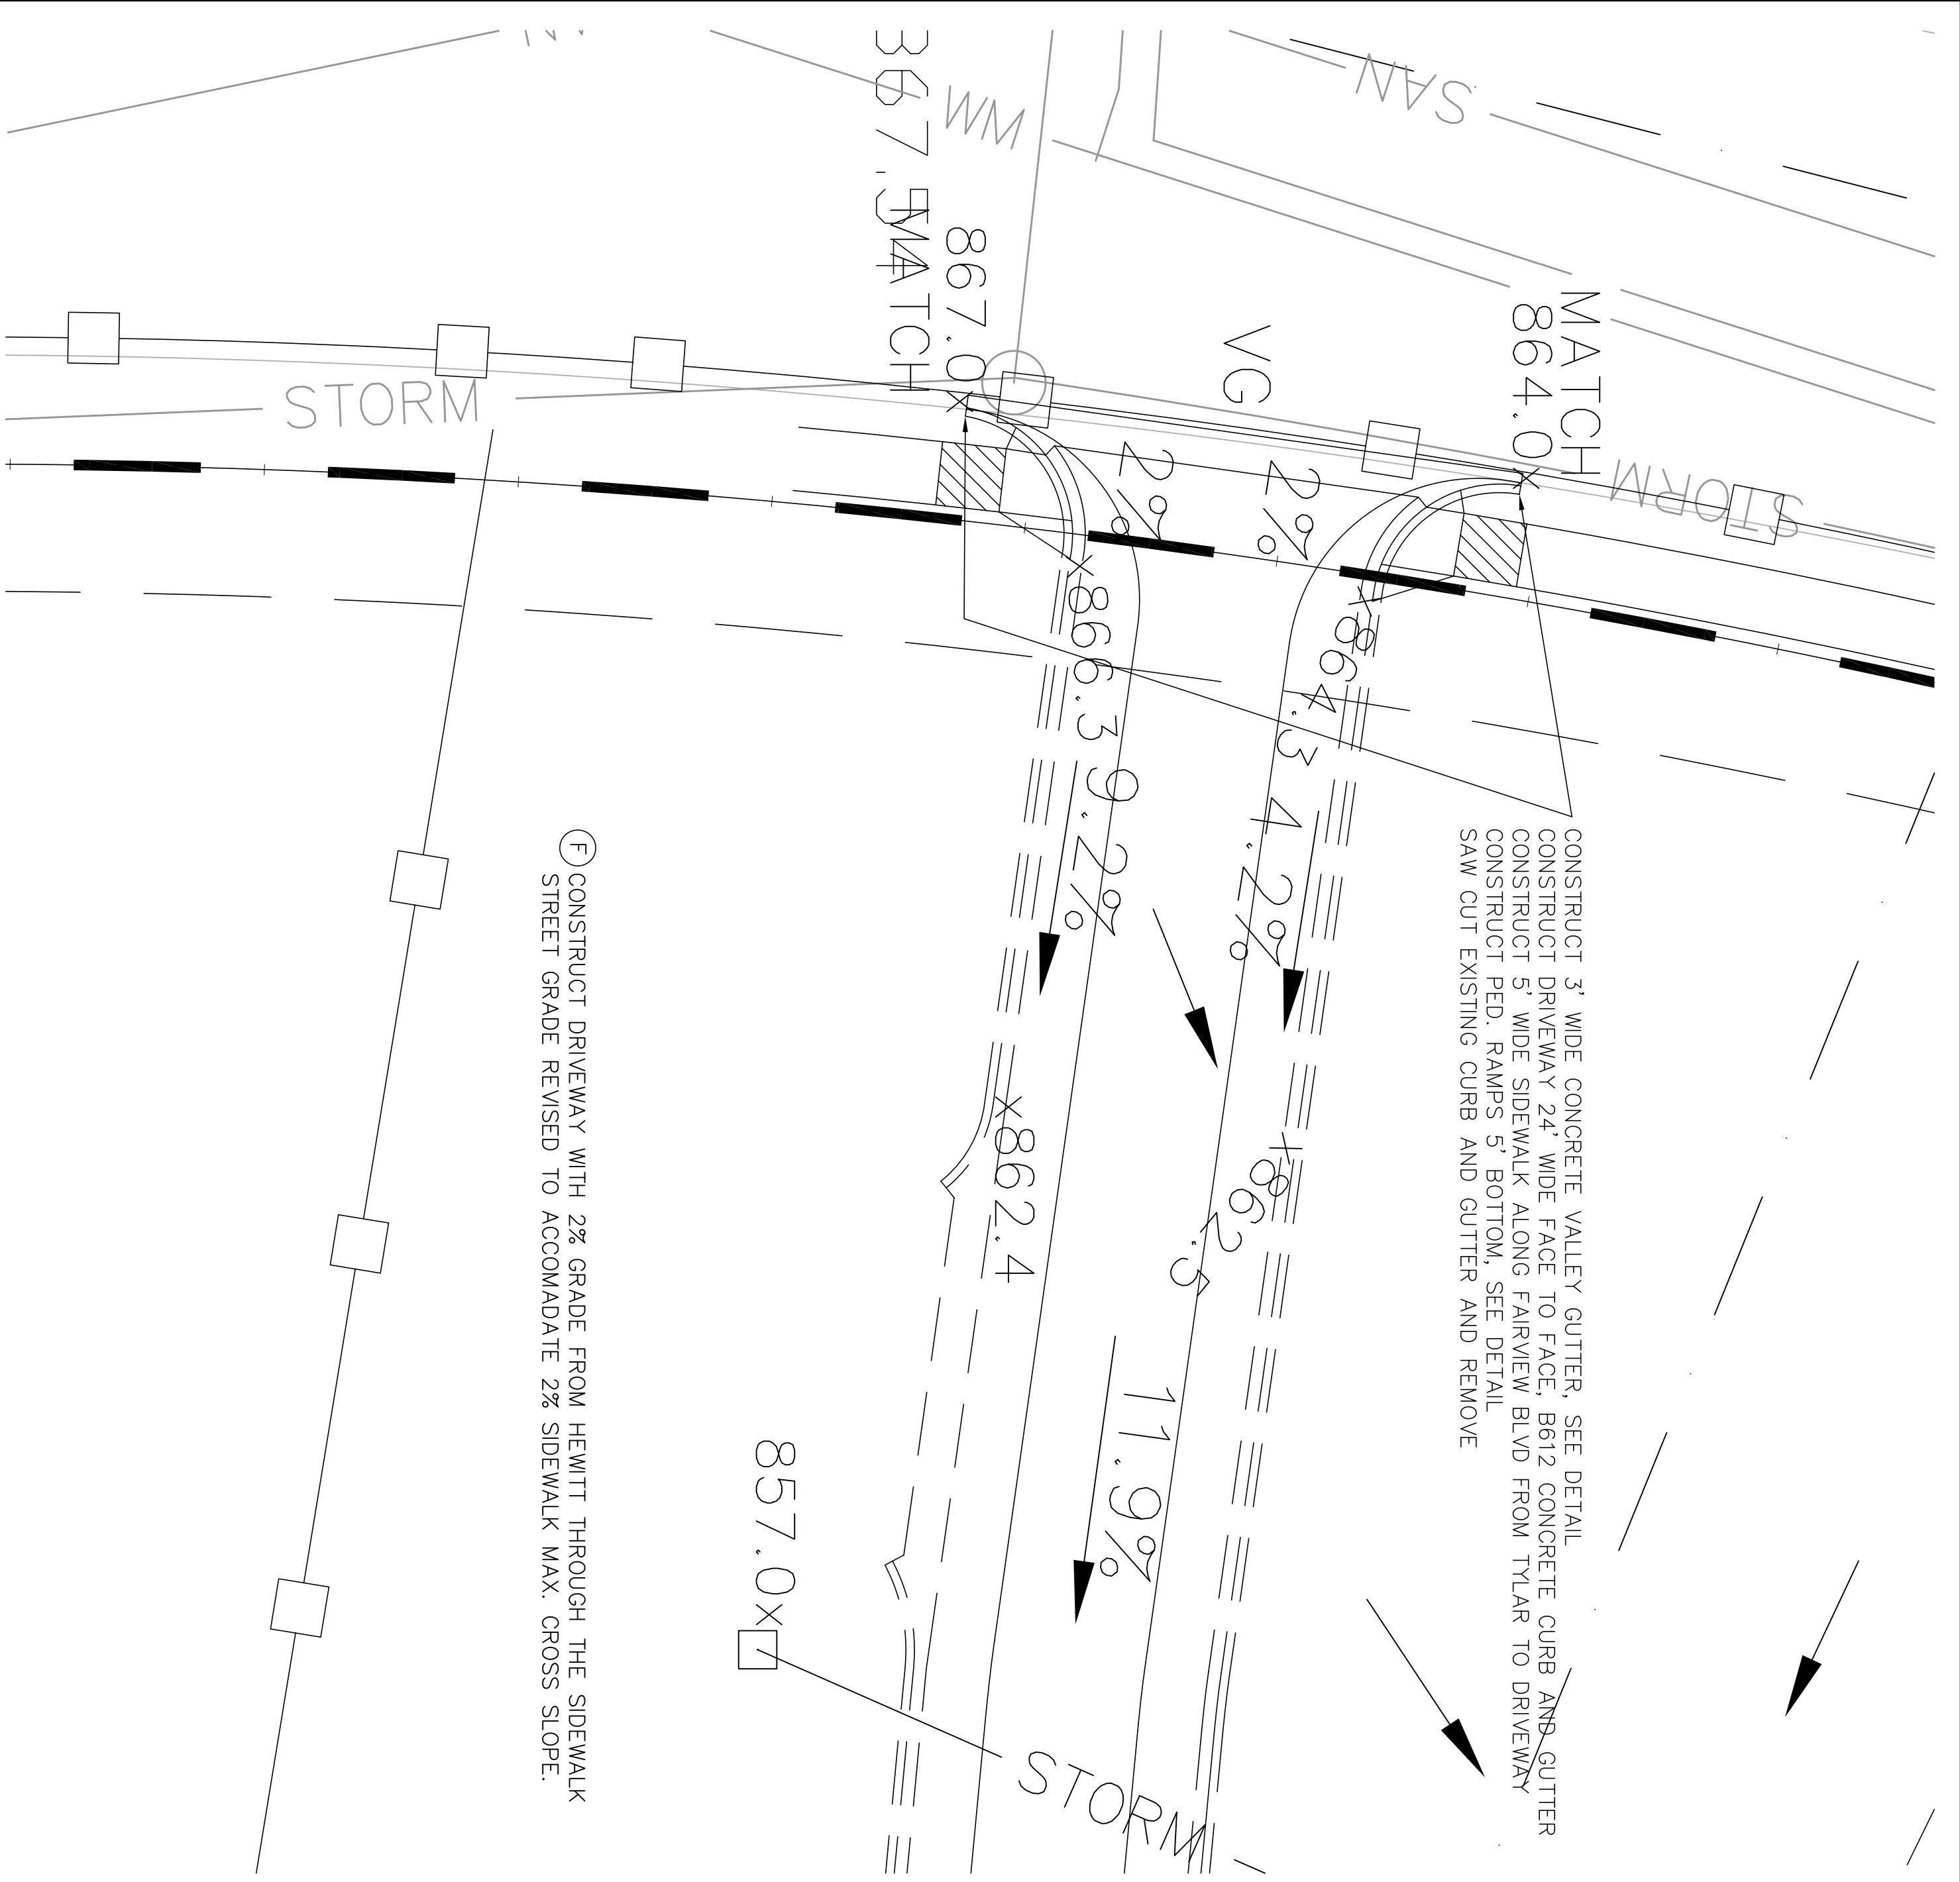 WM
SAN
867.5
MATCH
867.0
VG
MATCH
864.0
STORM
STORM
2%
2%
866.3
864.3
9.2%
4.2%
CONSTRUCT 3' WIDE CONCRETE VALLEY GUTTER, SEE DETAIL
CONSTRUCT DRIVEWAY 24' WIDE FACE TO FACE, B612 CONCRETE CURB AND GUTTER
CONSTRUCT 5' WIDE SIDEWALK ALONG FAIRVIEW BLVD FROM TYLAR TO DRIVEWAY
CONSTRUCT PED. RAMPS 5' BOTTOM, SEE DETAIL
SAW CUT EXISTING CURB AND GUTTER AND REMOVE
F CONSTRUCT DRIVEWAY WITH 2% GRADE FROM HEWITT THROUGH THE SIDEWALK
STREET GRADE REVISED TO ACCOMADATE 2% SIDEWALK MAX. CROSS SLOPE.
x862.4
862.3
11.9%
857.0x
STORM